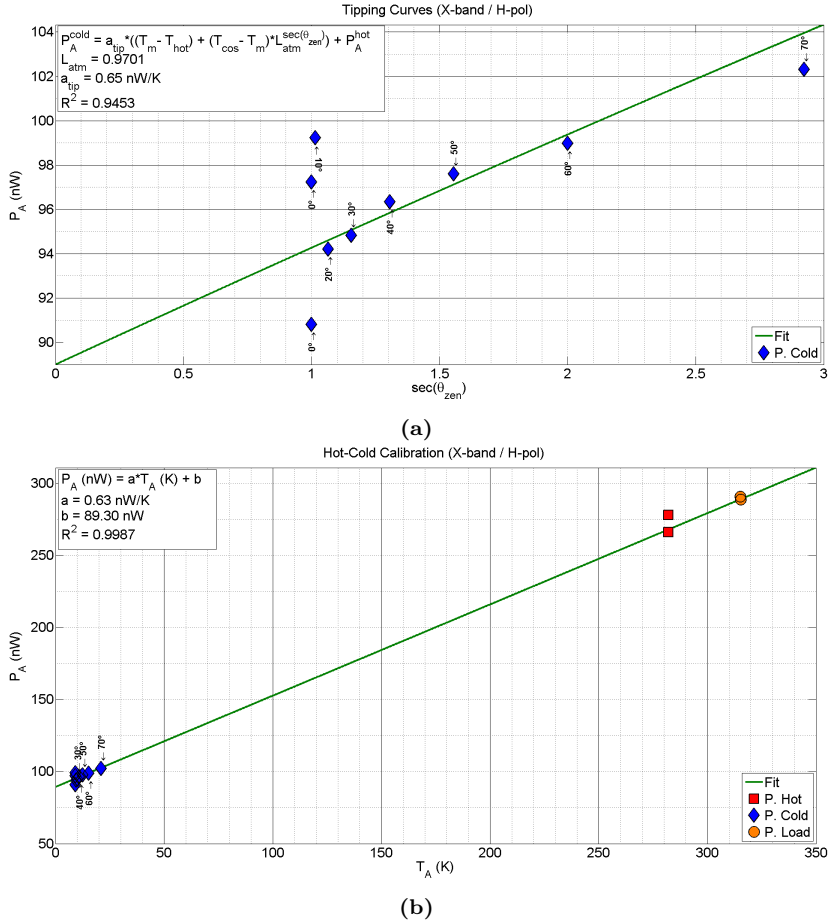 Tipping Curves (X-band / H-pol)
P_A^cold = a_tip*((T_m - T_hot) + (T_cos - T_m)*L_atm^sec(θ_zen)) + P_A^hot
L_atm = 0.9701
a_tip = 0.65 nW/K
R² = 0.9453
104
102
100
98
96
94
92
90
P_A (nW)
70°→
←10°
0°→
50°→
60°→
40°→
30°→
20°→
0°→
Fit
P. Cold
0 0.5 1 1.5 2 2.5 3
sec(θ_zen)
(a)
Hot-Cold Calibration (X-band / H-pol)
P_A (nW) = a*T_A (K) + b
a = 0.63 nW/K
b = 89.30 nW
R² = 0.9987
300
250
200
150
100
50
P_A (nW)
30°
50°→
70°→
40°→
60°→
Fit
P. Hot
P. Cold
P. Load
0 50 100 150 200 250 300 350
T_A (K)
(b)